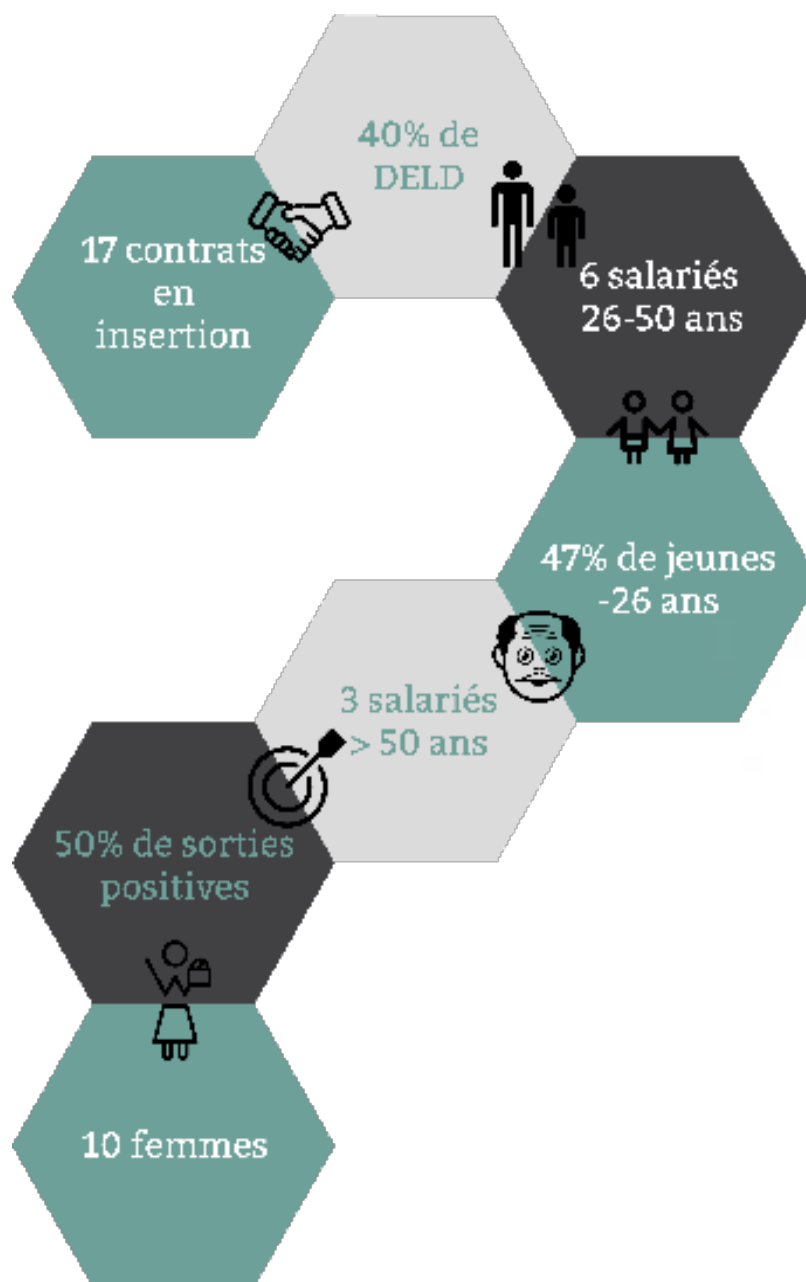 40% de
DELD
17 contrats
en
insertion
6 salariés
26-50 ans
47% de jeunes
-26 ans
3 salariés
> 50 ans
50% de sorties
positives
10 femmes